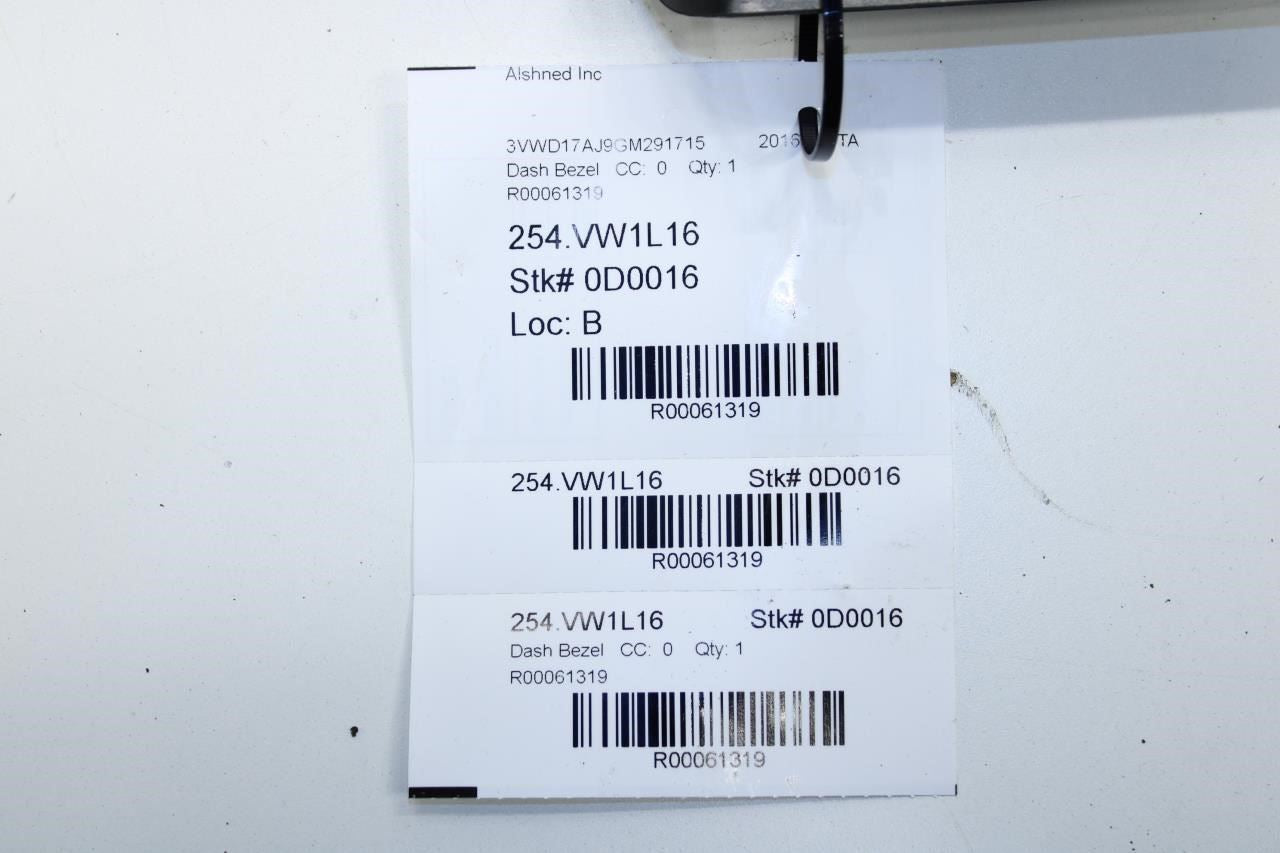 Alshned Inc
3VWD17AJ9GM291715 2016 TA
Dash Bezel CC: 0 Qty: 1
R00061319
254.VW1L16
Stk# 0D0016
Loc: B
R00061319
254.VW1L16 Stk# 0D0016
R00061319
254.VW1L16 Stk# 0D0016
Dash Bezel CC: 0 Qty: 1
R00061319
R00061319